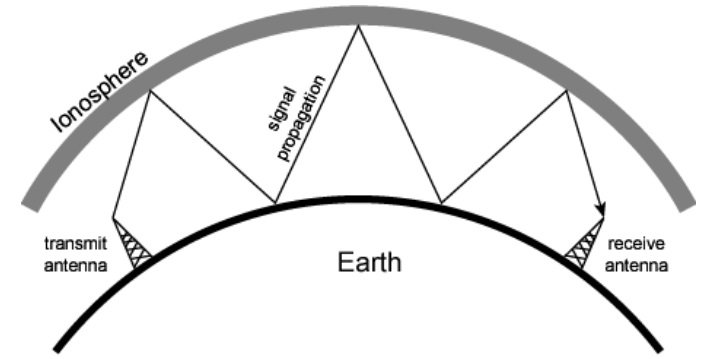 Ionosphere
signal
propagation
transmit
antenna
Earth
receive
antenna